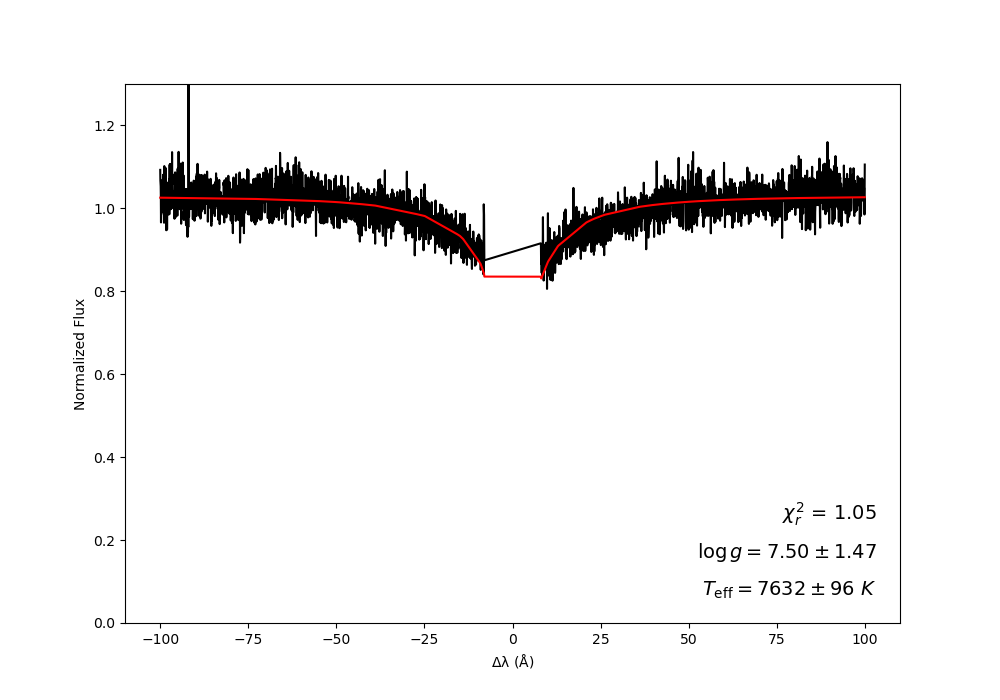 1.2
1.0
0.8
0.6
0.4
0.2
0.0
Normalized Flux
χ²ᵣ = 1.05
log g = 7.50 ± 1.47
T_eff = 7632 ± 96 K
−100 −75 −50 −25 0 25 50 75 100
Δλ (Å)